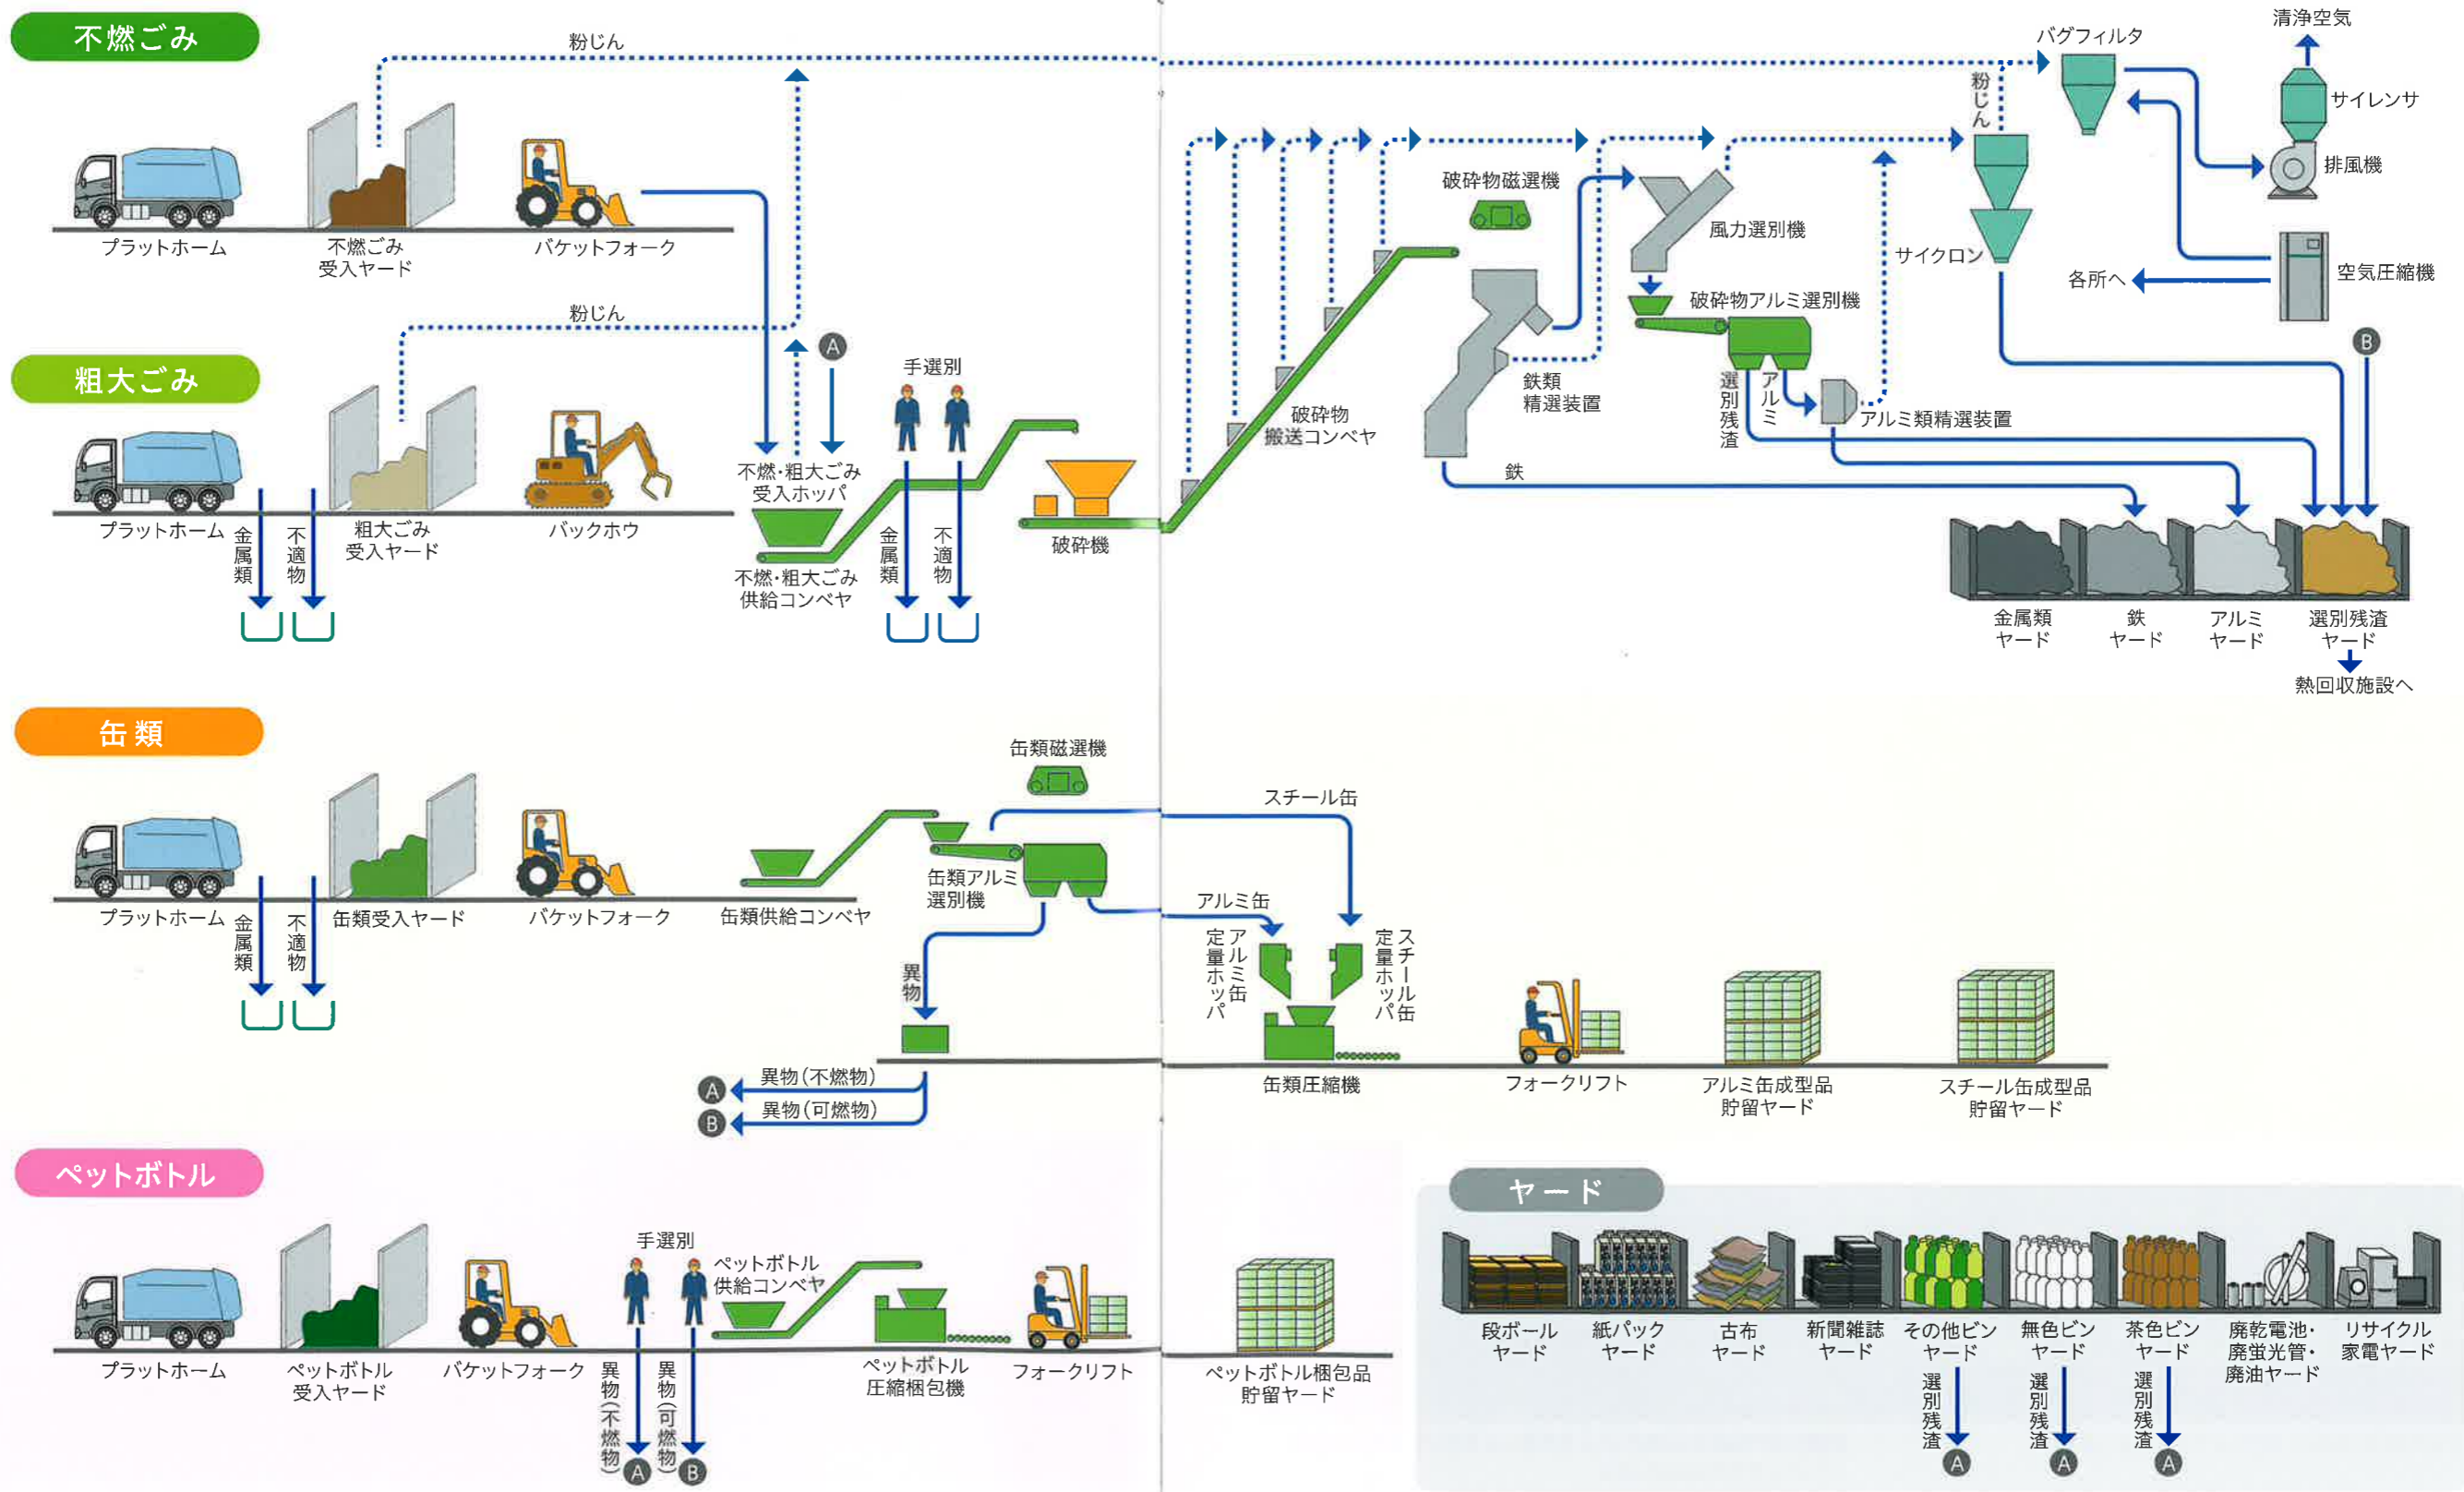 不燃ごみ
粉じん
プラットホーム
不燃ごみ
受入ヤード
バケットフォーク
粉じん
粗大ごみ
プラットホーム
金属類
不適物
粗大ごみ
受入ヤード
バックホウ
A
不燃・粗大ごみ
受入ホッパ
不燃・粗大ごみ
供給コンベヤ
手選別
金属類
不適物
破砕機
破砕物
搬送コンベヤ
破砕物磁選機
鉄類
精選装置
鉄
風力選別機
破砕物アルミ選別機
選別残渣
アルミ
アルミ類精選装置
粉じん
サイクロン
バグフィルタ
清浄空気
サイレンサ
排風機
空気圧縮機
各所へ
B
金属類
ヤード
鉄
ヤード
アルミ
ヤード
選別残渣
ヤード
熱回収施設へ
缶類
プラットホーム
金属類
不適物
缶類受入ヤード
バケットフォーク
缶類供給コンベヤ
缶類磁選機
缶類アルミ
選別機
異物
A
異物(不燃物)
B
異物(可燃物)
スチール缶
アルミ缶
アルミ缶
定量ホッパ
スチール缶
定量ホッパ
缶類圧縮機
フォークリフト
アルミ缶成型品
貯留ヤード
スチール缶成型品
貯留ヤード
ペットボトル
プラットホーム
ペットボトル
受入ヤード
バケットフォーク
手選別
異物(不燃物)
A
異物(可燃物)
B
ペットボトル
供給コンベヤ
ペットボトル
圧縮梱包機
フォークリフト
ペットボトル梱包品
貯留ヤード
ヤード
段ボール
ヤード
紙パック
ヤード
古布
ヤード
新聞雑誌
ヤード
その他ビン
ヤード
選別残渣
A
無色ビン
ヤード
選別残渣
A
茶色ビン
ヤード
選別残渣
A
廃乾電池・
廃蛍光管・
廃油ヤード
リサイクル
家電ヤード